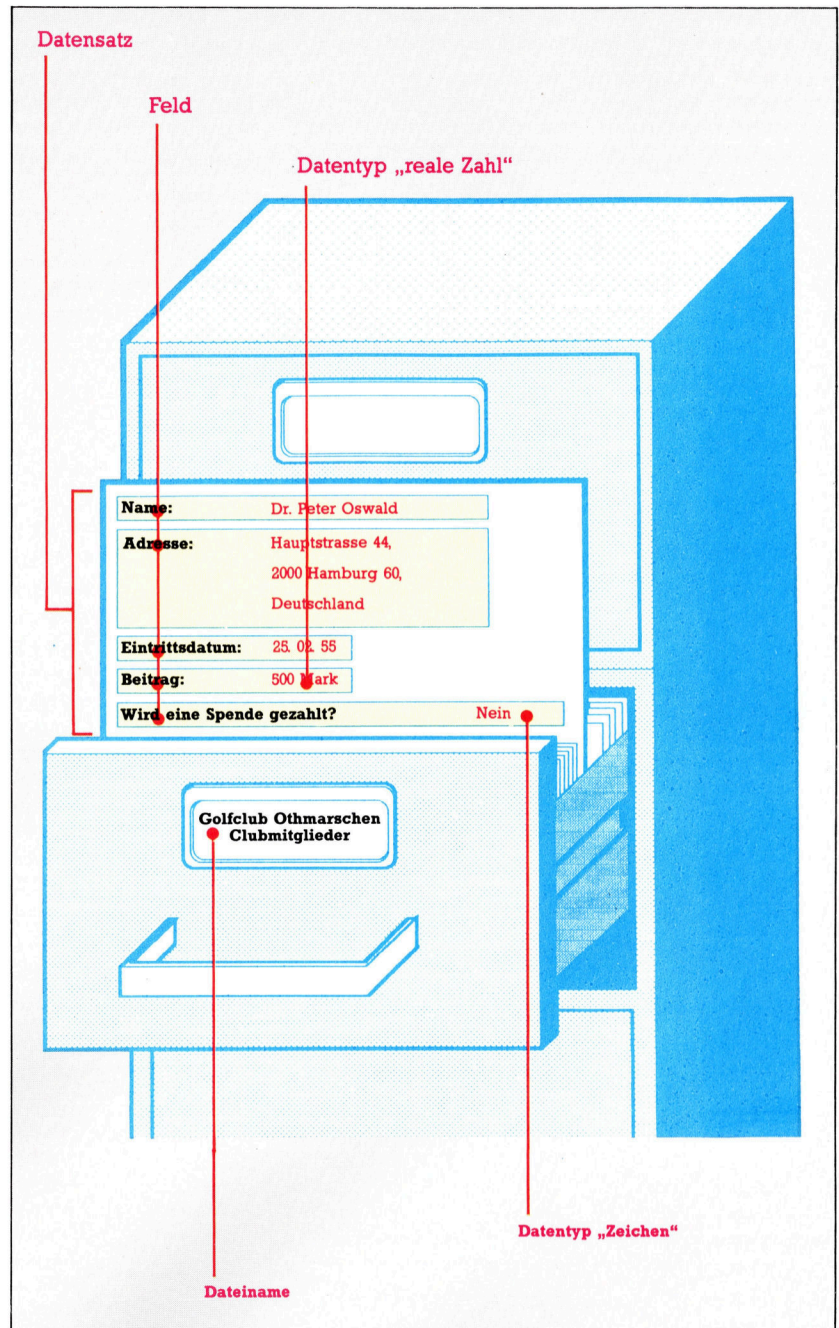 Datensatz
Feld
Datentyp „reale Zahl“
Name: Dr. Peter Oswald
Adresse: Hauptstrasse 44,
2000 Hamburg 60,
Deutschland
Eintrittsdatum: 25. 02. 55
Beitrag: 500 Mark
Wird eine Spende gezahlt? Nein
Golfclub Othmarschen
Clubmitglieder
Datentyp „Zeichen“
Dateiname